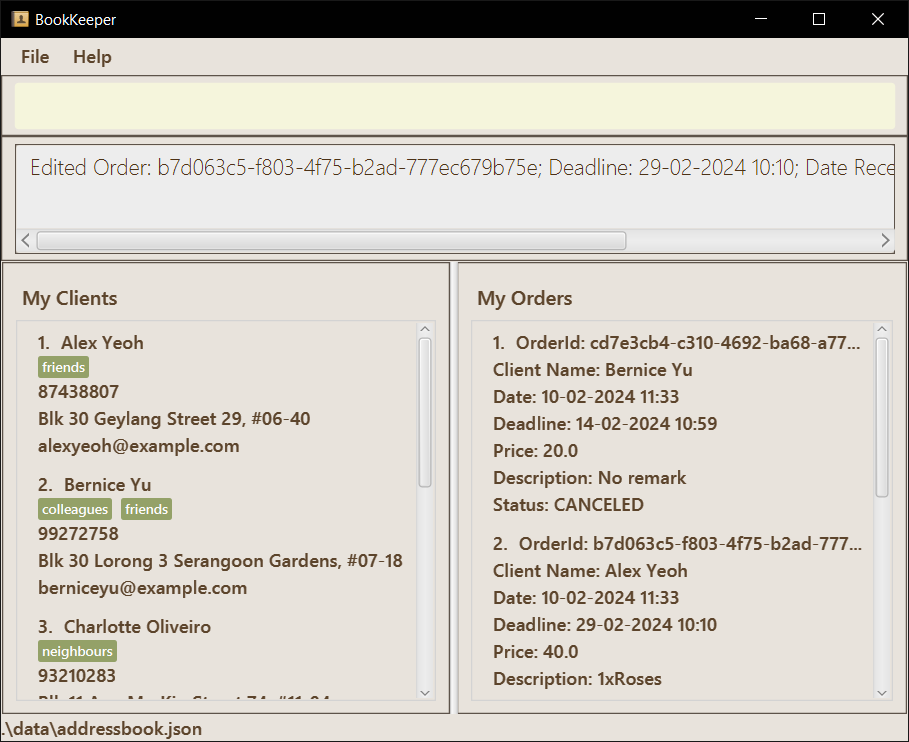 BookKeeper
File Help
Edited Order: b7d063c5-f803-4f75-b2ad-777ec679b75e; Deadline: 29-02-2024 10:10; Date Rece
My Clients
1. Alex Yeoh
friends
87438807
Blk 30 Geylang Street 29, #06-40
alexyeoh@example.com
2. Bernice Yu
colleagues friends
99272758
Blk 30 Lorong 3 Serangoon Gardens, #07-18
berniceyu@example.com
3. Charlotte Oliveiro
neighbours
93210283
My Orders
1. OrderId: cd7e3cb4-c310-4692-ba68-a77...
Client Name: Bernice Yu
Date: 10-02-2024 11:33
Deadline: 14-02-2024 10:59
Price: 20.0
Description: No remark
Status: CANCELED
2. OrderId: b7d063c5-f803-4f75-b2ad-777...
Client Name: Alex Yeoh
Date: 10-02-2024 11:33
Deadline: 29-02-2024 10:10
Price: 40.0
Description: 1xRoses
.\data\addressbook.json